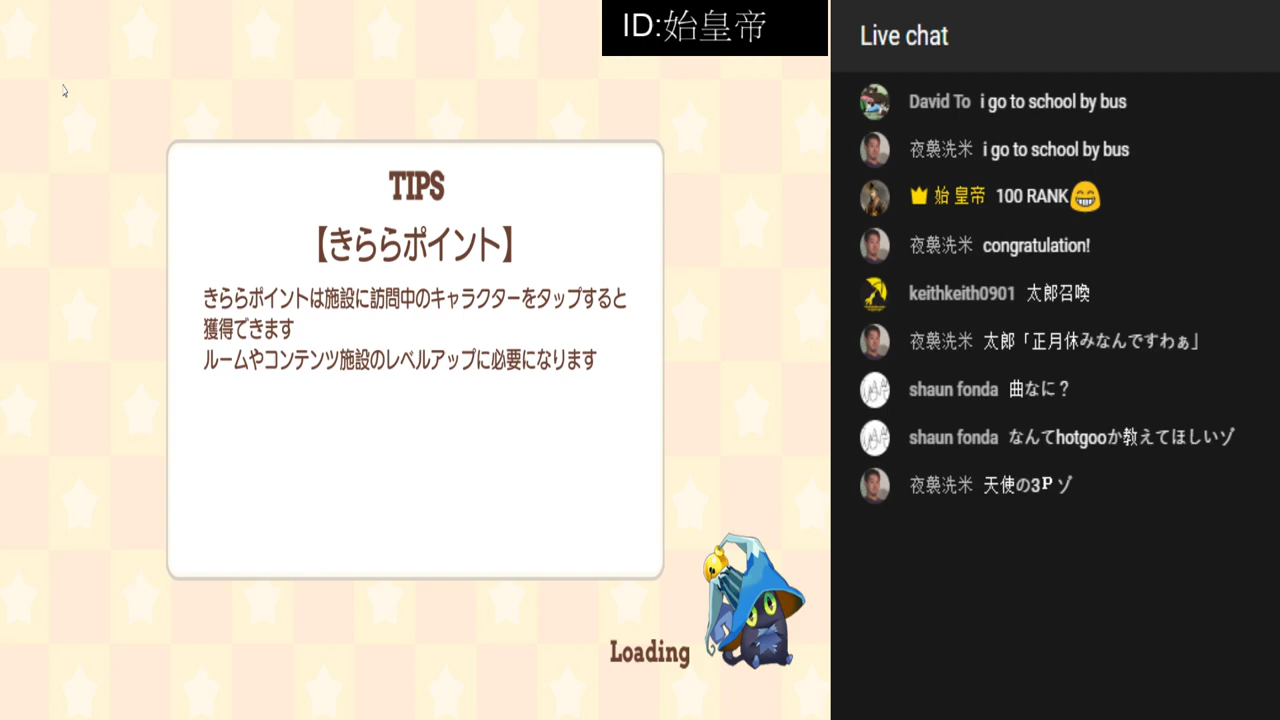 ID:始皇帝
TIPS
【きららポイント】
きららポイントは施設に訪問中のキャラクターをタップすると
獲得できます
ルームやコンテンツ施設のレベルアップに必要になります
Loading
Live chat
David To i go to school by bus
夜襲洗米 i go to school by bus
始 皇帝 100 RANK😁
夜襲洗米 congratulation!
keithkeith0901 太郎召喚
夜襲洗米 太郎「正月休みなんですわぁ」
shaun fonda 曲なに？
shaun fonda なんてhotgooか教えてほしいゾ
夜襲洗米 天使の3P ゾ